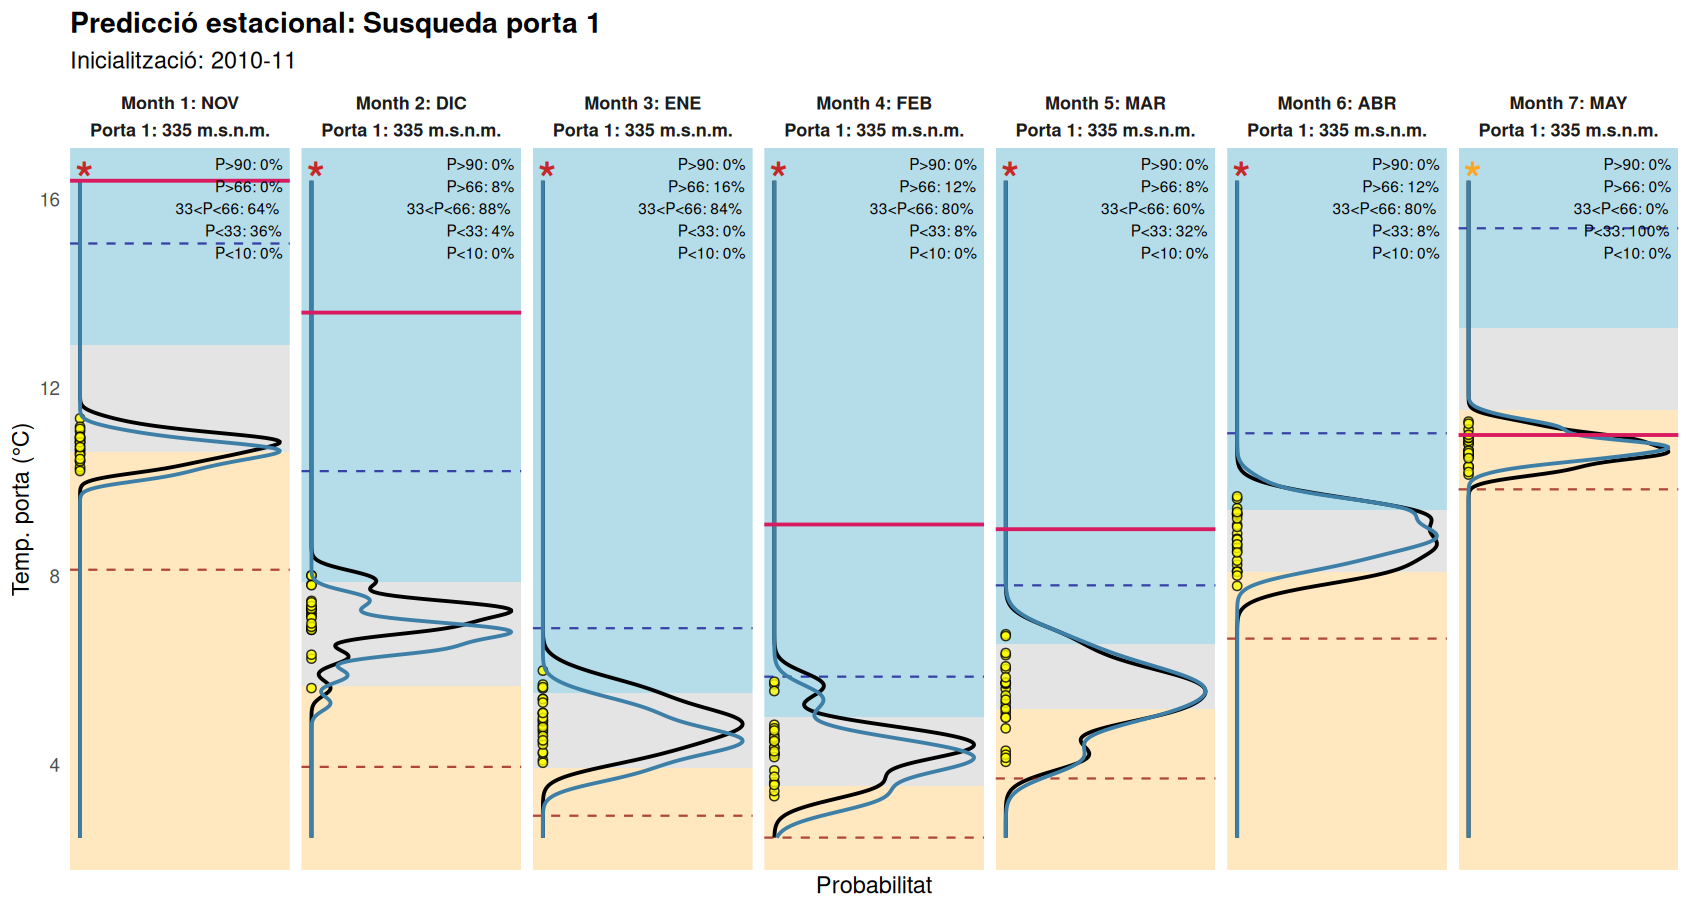 Predicció estacional: Susqueda porta 1
Inicialització: 2010-11
Month 1: NOV
Porta 1: 335 m.s.n.m.
P>90: 0%
P>66: 0%
33<P<66: 64%
P<33: 36%
P<10: 0%
Month 2: DIC
Porta 1: 335 m.s.n.m.
P>90: 0%
P>66: 8%
33<P<66: 88%
P<33: 4%
P<10: 0%
Month 3: ENE
Porta 1: 335 m.s.n.m.
P>90: 0%
P>66: 16%
33<P<66: 84%
P<33: 0%
P<10: 0%
Month 4: FEB
Porta 1: 335 m.s.n.m.
P>90: 0%
P>66: 12%
33<P<66: 80%
P<33: 8%
P<10: 0%
Month 5: MAR
Porta 1: 335 m.s.n.m.
P>90: 0%
P>66: 8%
33<P<66: 60%
P<33: 32%
P<10: 0%
Month 6: ABR
Porta 1: 335 m.s.n.m.
P>90: 0%
P>66: 12%
33<P<66: 80%
P<33: 8%
P<10: 0%
Month 7: MAY
Porta 1: 335 m.s.n.m.
P>90: 0%
P>66: 0%
33<P<66: 0%
P<33: 100%
P<10: 0%
16
12
8
4
Temp. porta (°C)
Probabilitat